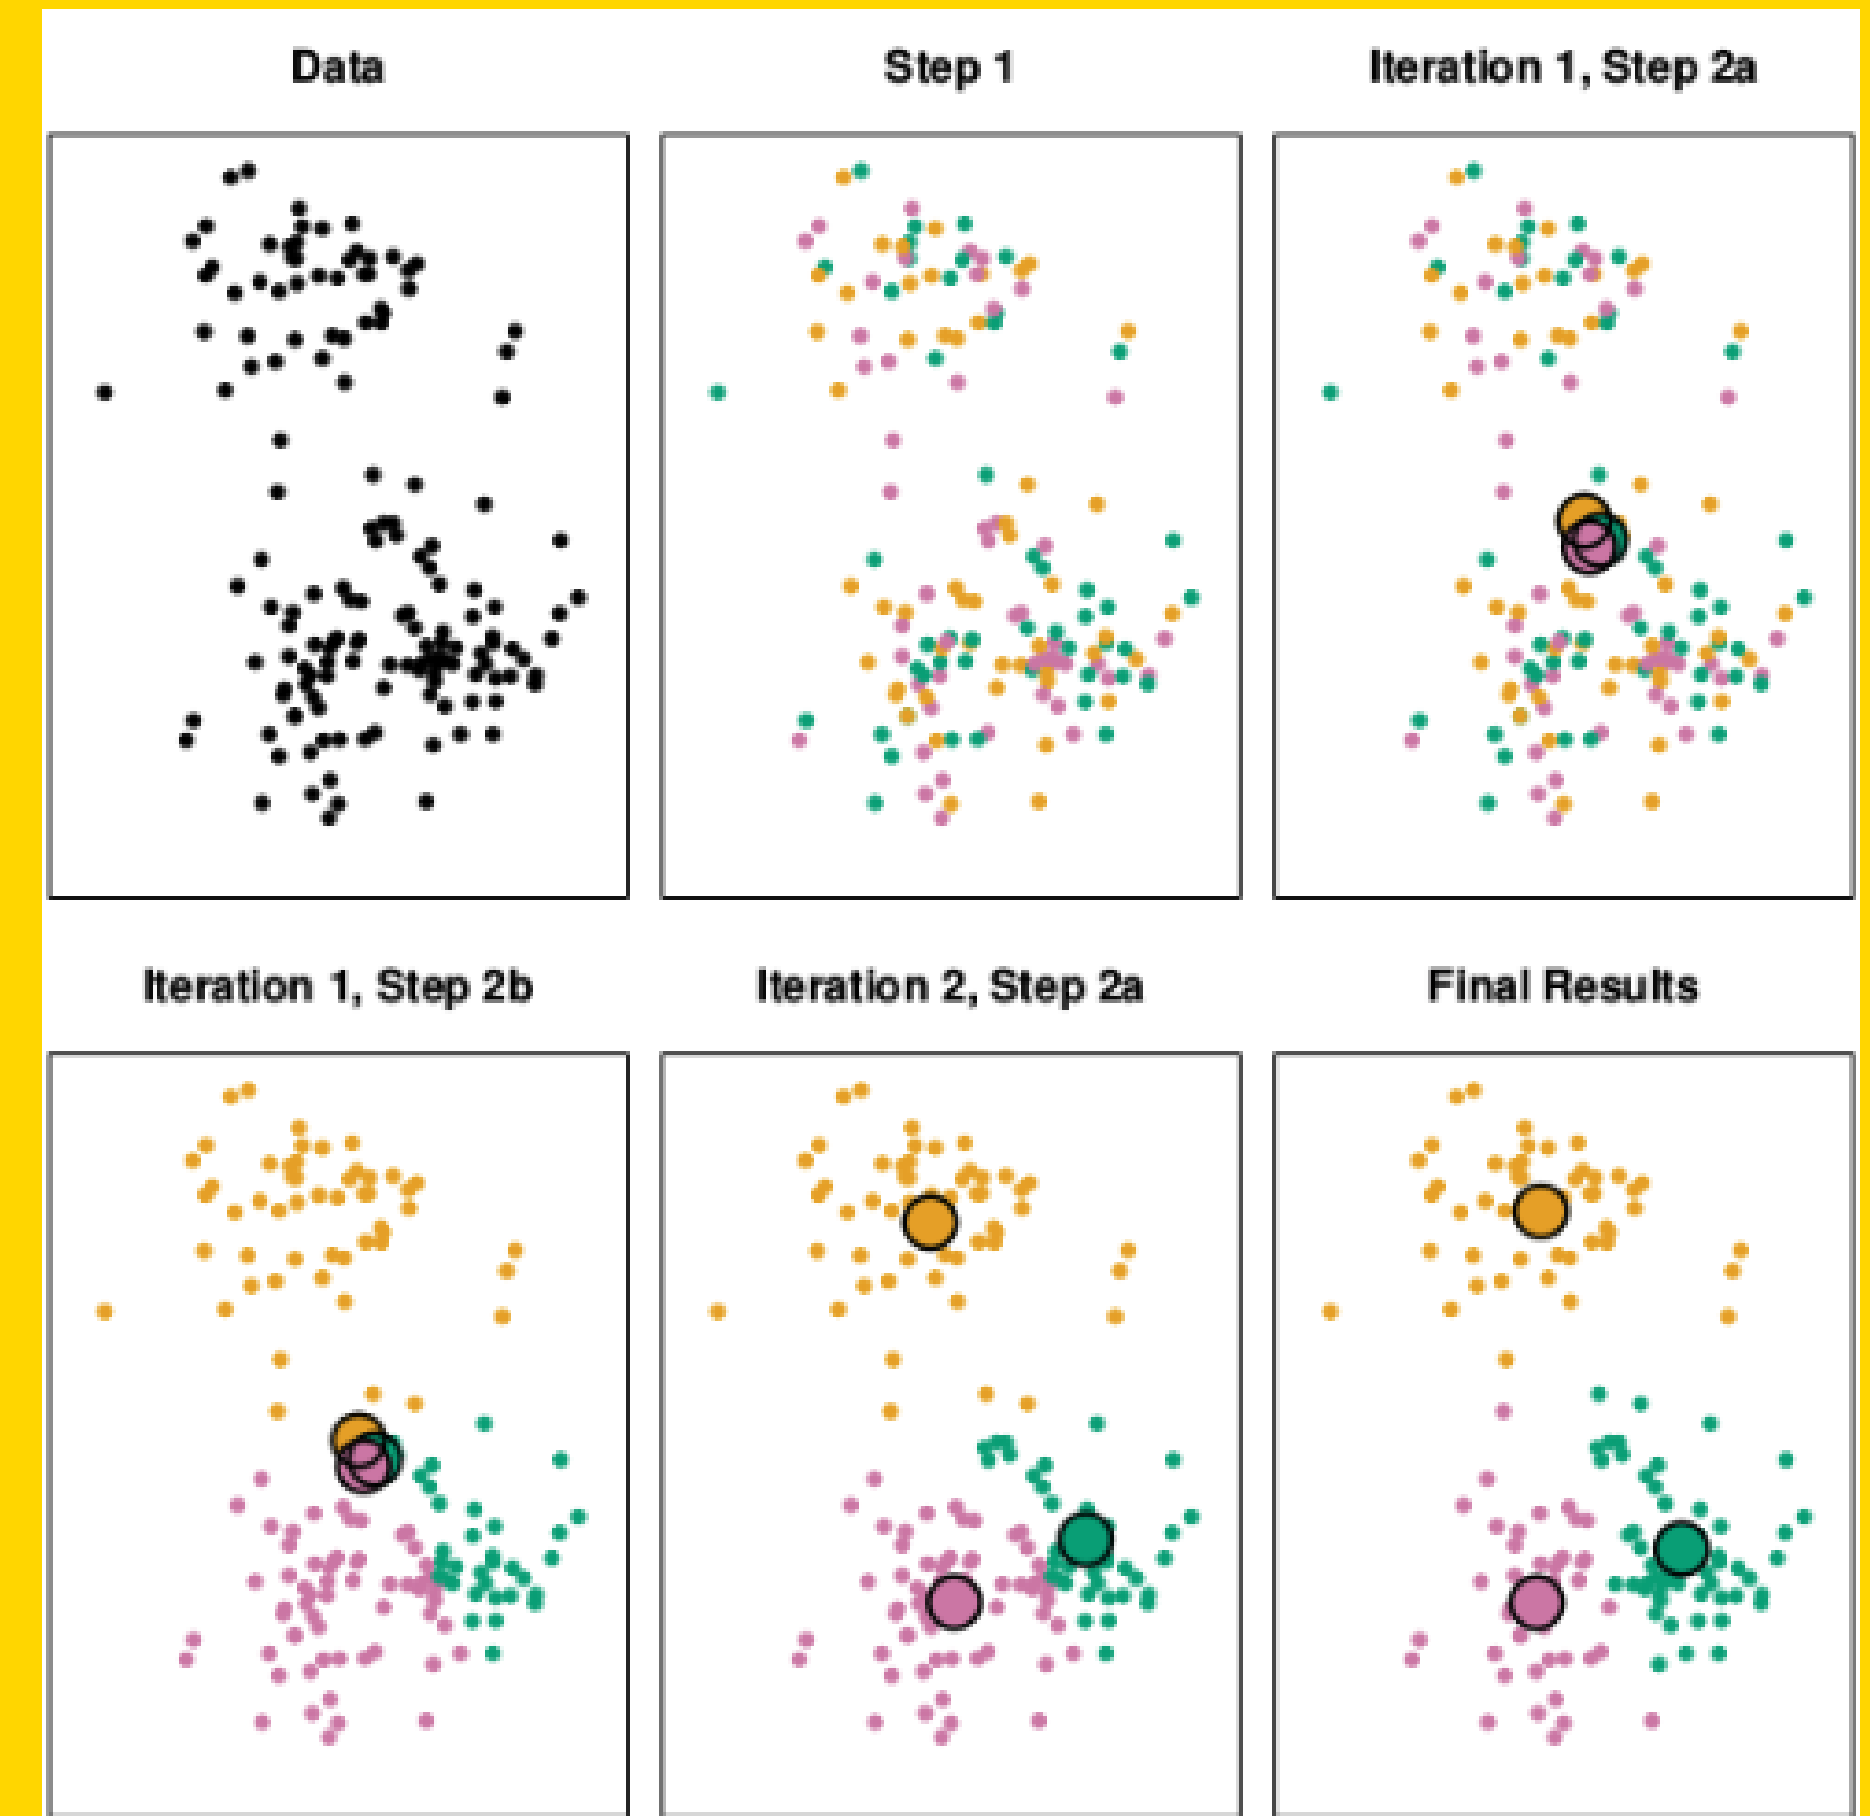 Data
Step 1
Iteration 1, Step 2a
Iteration 1, Step 2b
Iteration 2, Step 2a
Final Results